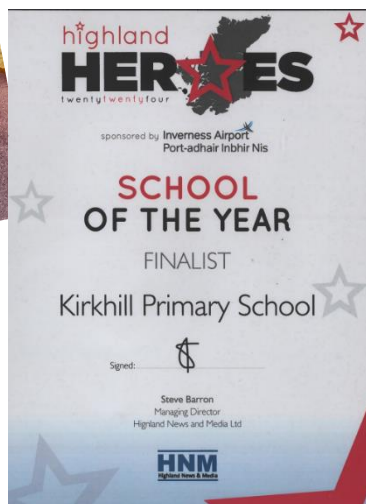 highland
HEROES
twentytwentyfour
sponsored by Inverness Airport
Port-adhair Inbhir Nis
SCHOOL
OF THE YEAR
FINALIST
Kirkhill Primary School
Signed:
Steve Barron
Managing Director
Highland News and Media Ltd
HNM
Highland News & Media